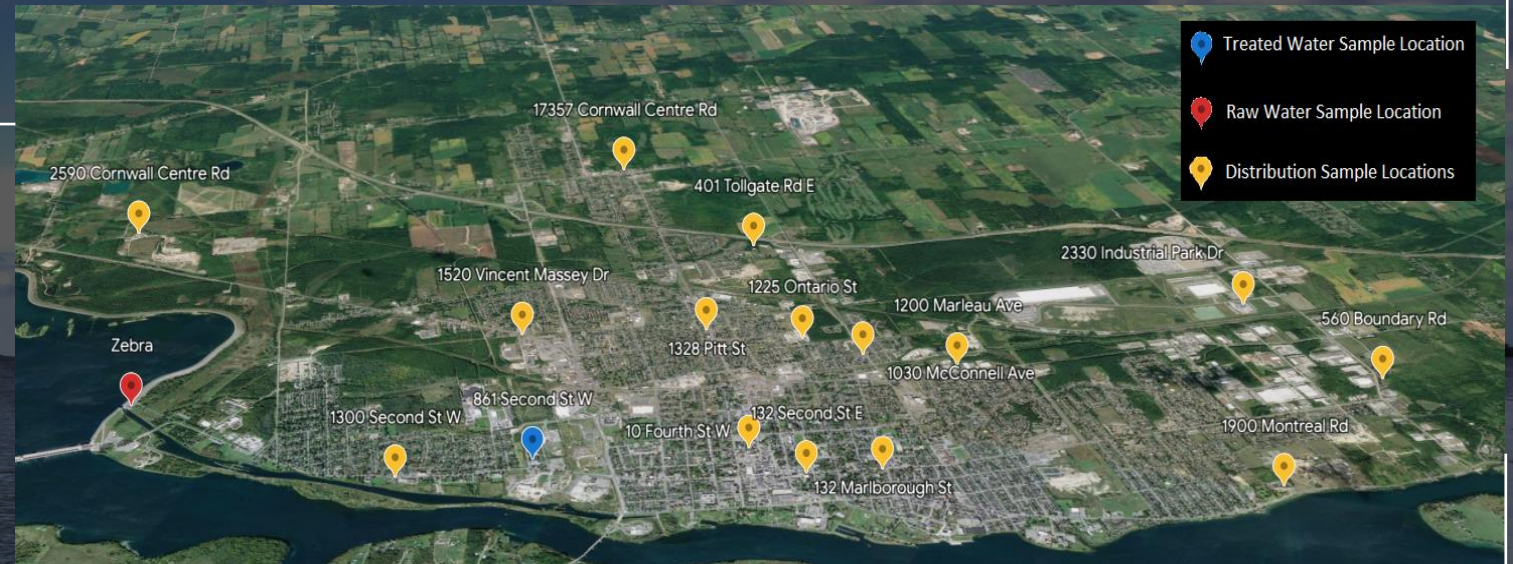 Treated Water Sample Location
Raw Water Sample Location
Distribution Sample Locations
17357 Cornwall Centre Rd
2590 Cornwall Centre Rd
401 Tollgate Rd E
2330 Industrial Park Dr
1520 Vincent Massey Dr
1225 Ontario St
1200 Marleau Ave
560 Boundary Rd
Zebra
1328 Pitt St
1030 McConnell Ave
861 Second St W
1300 Second St W
132 Second St E
10 Fourth St W
1900 Montreal Rd
132 Marlborough St